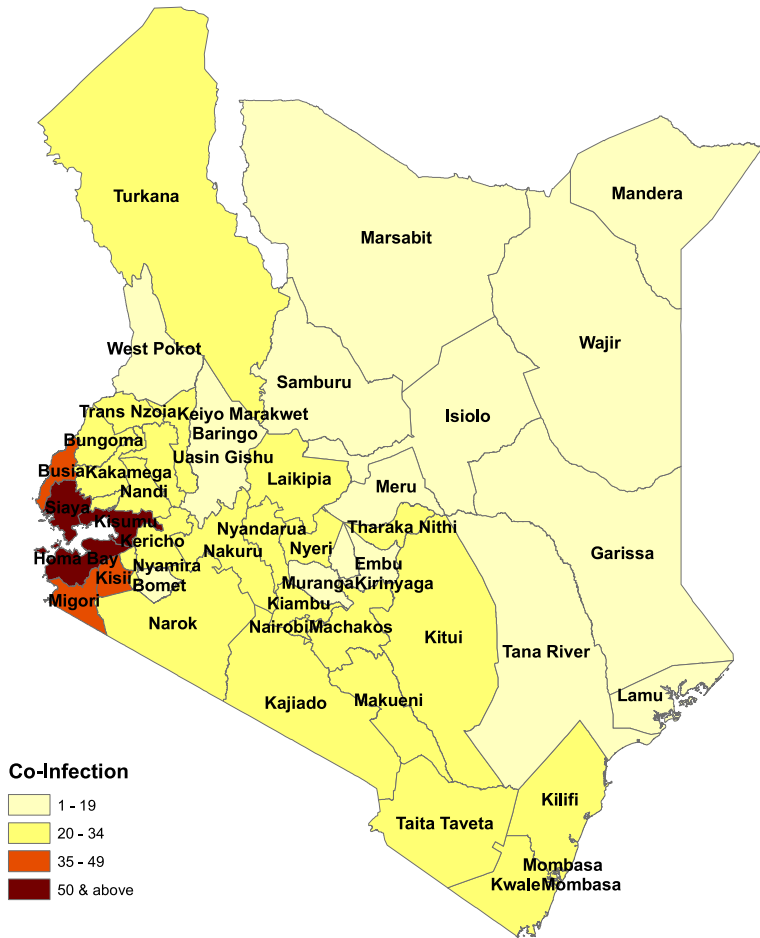 Turkana
Mandera
Marsabit
Wajir
West Pokot
Samburu
Isiolo
Trans Nzoia
Keiyo Marakwet
Baringo
Bungoma
Uasin Gishu
Busia
Kakamega
Laikipia
Meru
Nandi
Siaya
Kisumu
Nyandarua
Tharaka Nithi
Kericho
Nakuru
Nyeri
Garissa
Homa Bay
Nyamira
Embu
Kisii
Bomet
Muranga
Kirinyaga
Migori
Kiambu
Narok
Nairobi
Machakos
Kitui
Tana River
Kajiado
Makueni
Lamu
Kilifi
Taita Taveta
Mombasa
Kwale
Mombasa
Co-Infection
1 - 19
20 - 34
35 - 49
50 & above